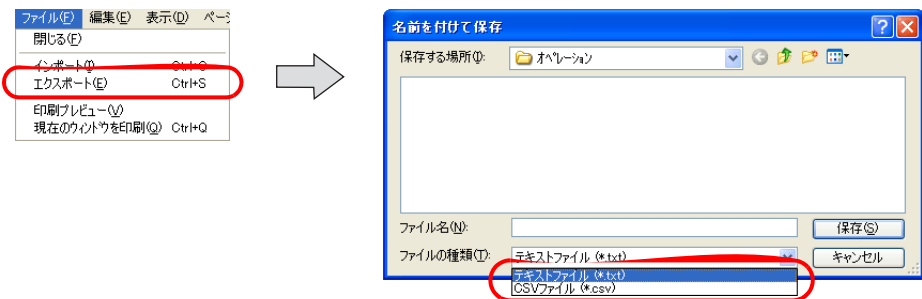 ファイル(F) 編集(E) 表示(D) ペー
閉じる(F)
インポート(I) Ctrl+O
エクスポート(E) Ctrl+S
印刷プレビュー(V)
現在のウィンドウを印刷(Q) Ctrl+Q
名前を付けて保存
保存する場所(I):
オペレーション
ファイル名(N):
保存(S)
ファイルの種類(T):
テキストファイル (*.txt)
キャンセル
テキストファイル (*.txt)
CSVファイル (*.csv)